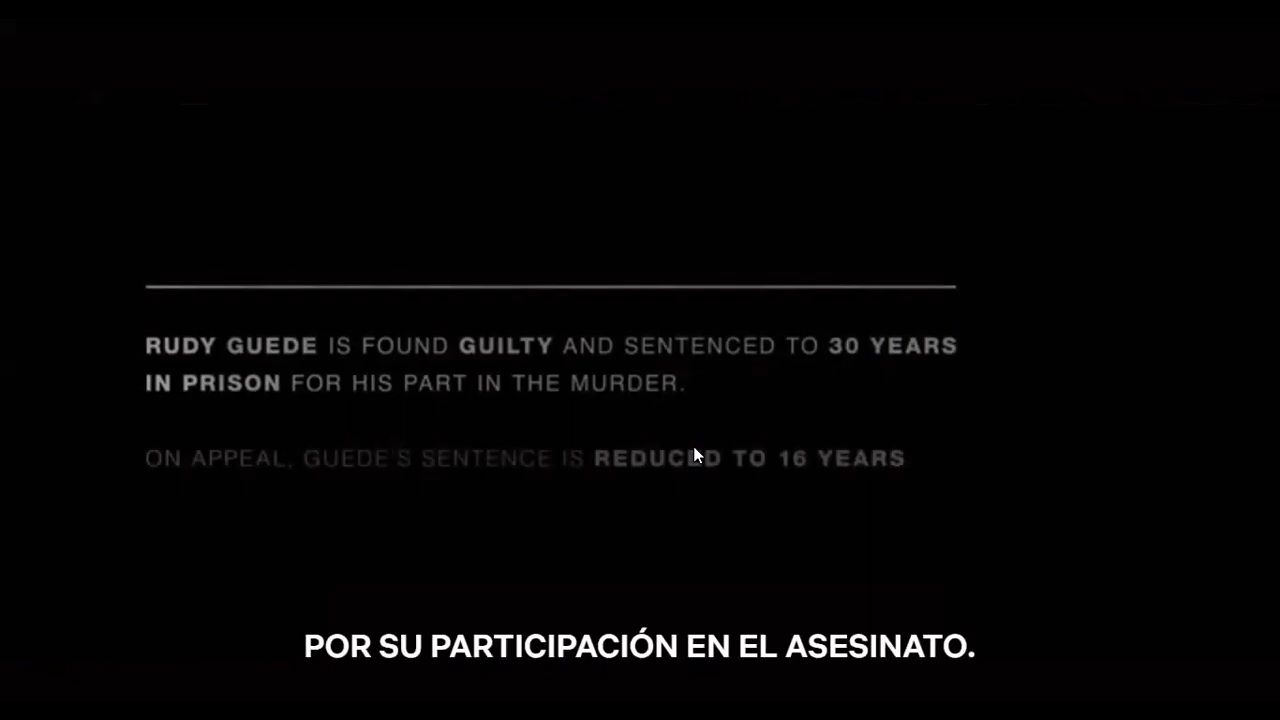 RUDY GUEDE IS FOUND GUILTY AND SENTENCED TO 30 YEARS
IN PRISON FOR HIS PART IN THE MURDER.
ON APPEAL, GUEDE'S SENTENCE IS REDUCED TO 16 YEARS
POR SU PARTICIPACIÓN EN EL ASESINATO.